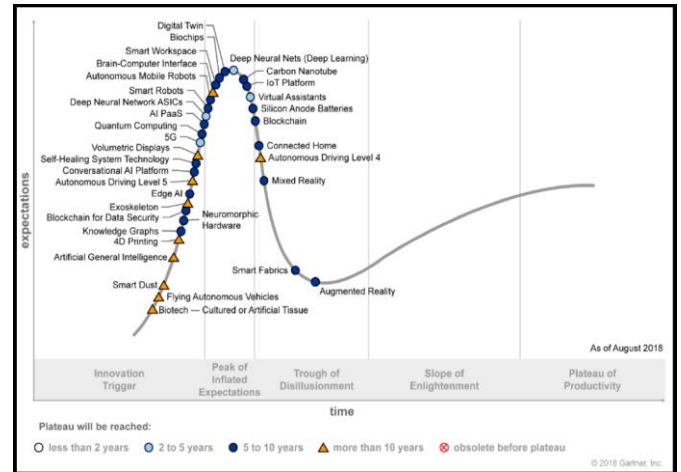 Digital Twin
Biochips
Smart Workspace
Brain-Computer Interface
Autonomous Mobile Robots
Smart Robots
Deep Neural Network ASICs
AI PaaS
Quantum Computing
5G
Volumetric Displays
Self-Healing System Technology
Conversational AI Platform
Autonomous Driving Level 5
Edge AI
Exoskeleton
Blockchain for Data Security
Neuromorphic
Hardware
Knowledge Graphs
4D Printing
Artificial General Intelligence
Smart Dust
Flying Autonomous Vehicles
Biotech — Cultured or Artificial Tissue
Deep Neural Nets (Deep Learning)
Carbon Nanotube
IoT Platform
Virtual Assistants
Silicon Anode Batteries
Blockchain
Connected Home
Autonomous Driving Level 4
Mixed Reality
Smart Fabrics
Augmented Reality
expectations
As of August 2018
Innovation
Trigger
Peak of
Inflated
Expectations
Trough of
Disillusionment
Slope of
Enlightenment
Plateau of
Productivity
time
Plateau will be reached:
less than 2 years
2 to 5 years
5 to 10 years
more than 10 years
obsolete before plateau
© 2018 Gartner, Inc.